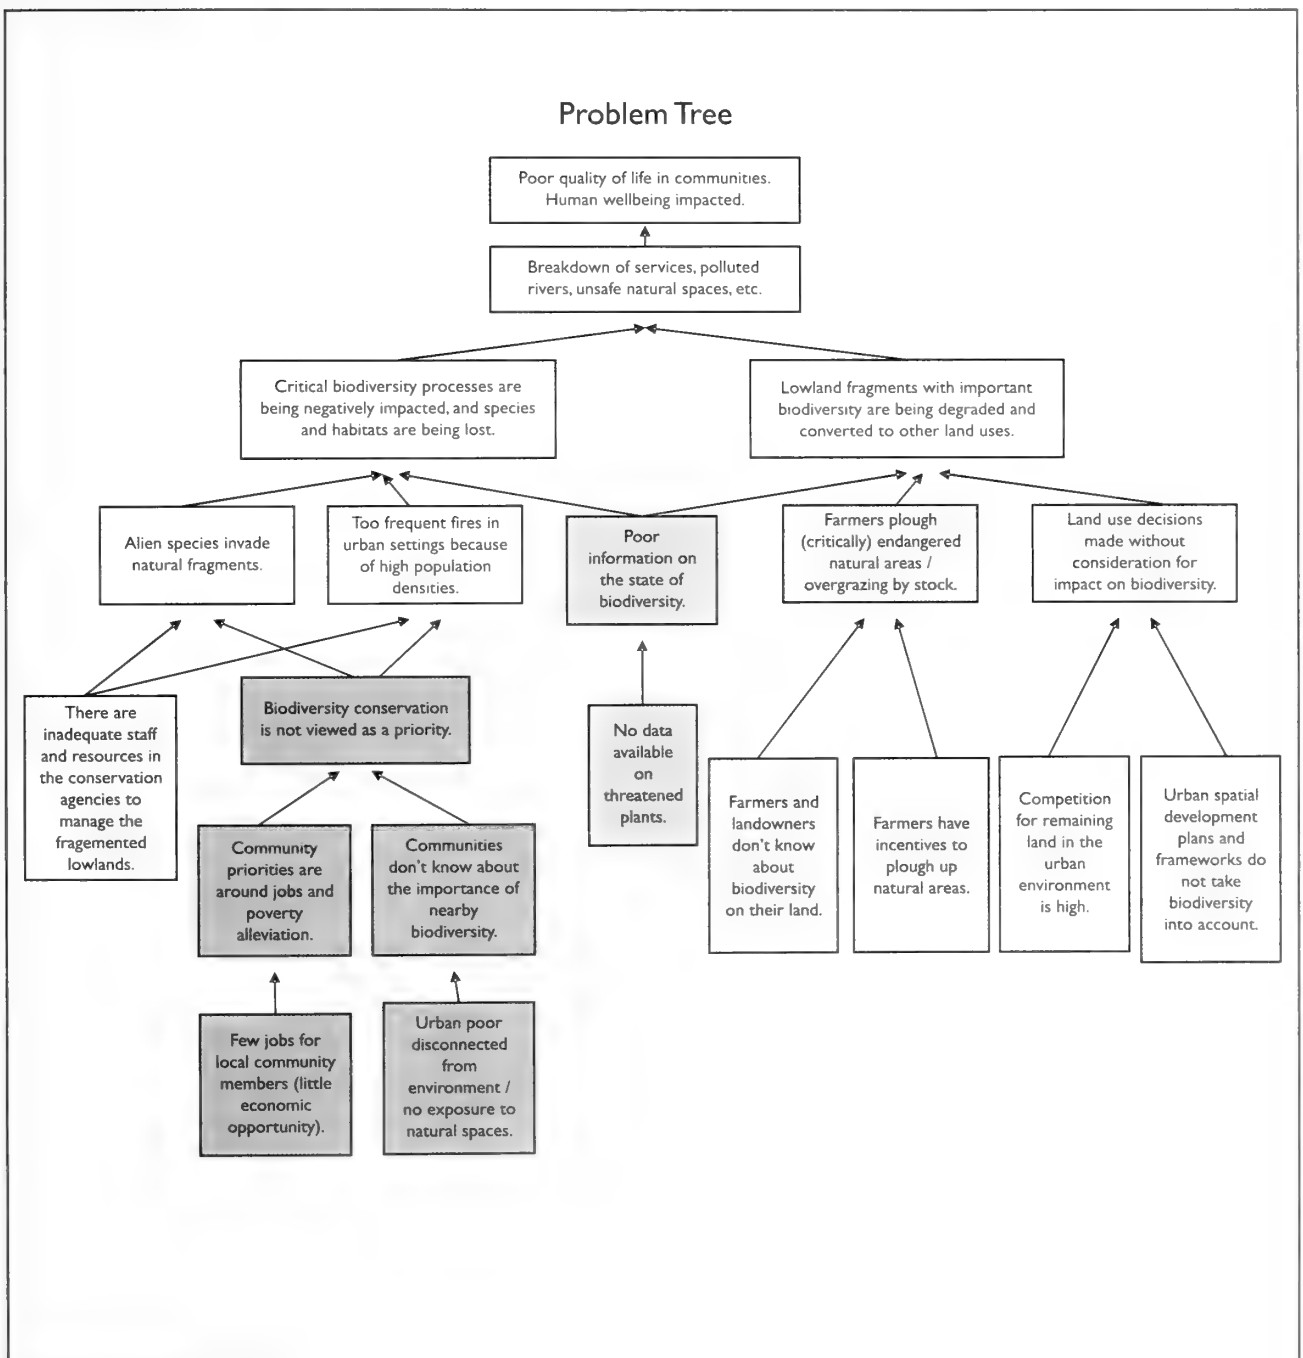 Problem Tree
Poor quality of life in communities.
Human wellbeing impacted.
Breakdown of services, polluted
rivers, unsafe natural spaces, etc.
Critical biodiversity processes are
being negatively impacted, and species
and habitats are being lost.
Lowland fragments with important
biodiversity are being degraded and
converted to other land uses.
Alien species invade
natural fragments.
Too frequent fires in
urban settings because
of high population
densities.
Poor
information on
the state of
biodiversity.
Farmers plough
(critically) endangered
natural areas /
overgrazing by stock.
Land use decisions
made without
consideration for
impact on biodiversity.
There are
inadequate staff
and resources in
the conservation
agencies to
manage the
fragemented
lowlands.
Biodiversity conservation
is not viewed as a priority.
No data
available
on
threatened
plants.
Farmers and
landowners
don't know
about
biodiversity
on their land.
Farmers have
incentives to
plough up
natural areas.
Competition
for remaining
land in the
urban
environment
is high.
Urban spatial
development
plans and
frameworks do
not take
biodiversity
into account.
Community
priorities are
around jobs and
poverty
alleviation.
Communities
don't know about
the importance of
nearby
biodiversity.
Few jobs for
local community
members (little
economic
opportunity).
Urban poor
disconnected
from
environment /
no exposure to
natural spaces.